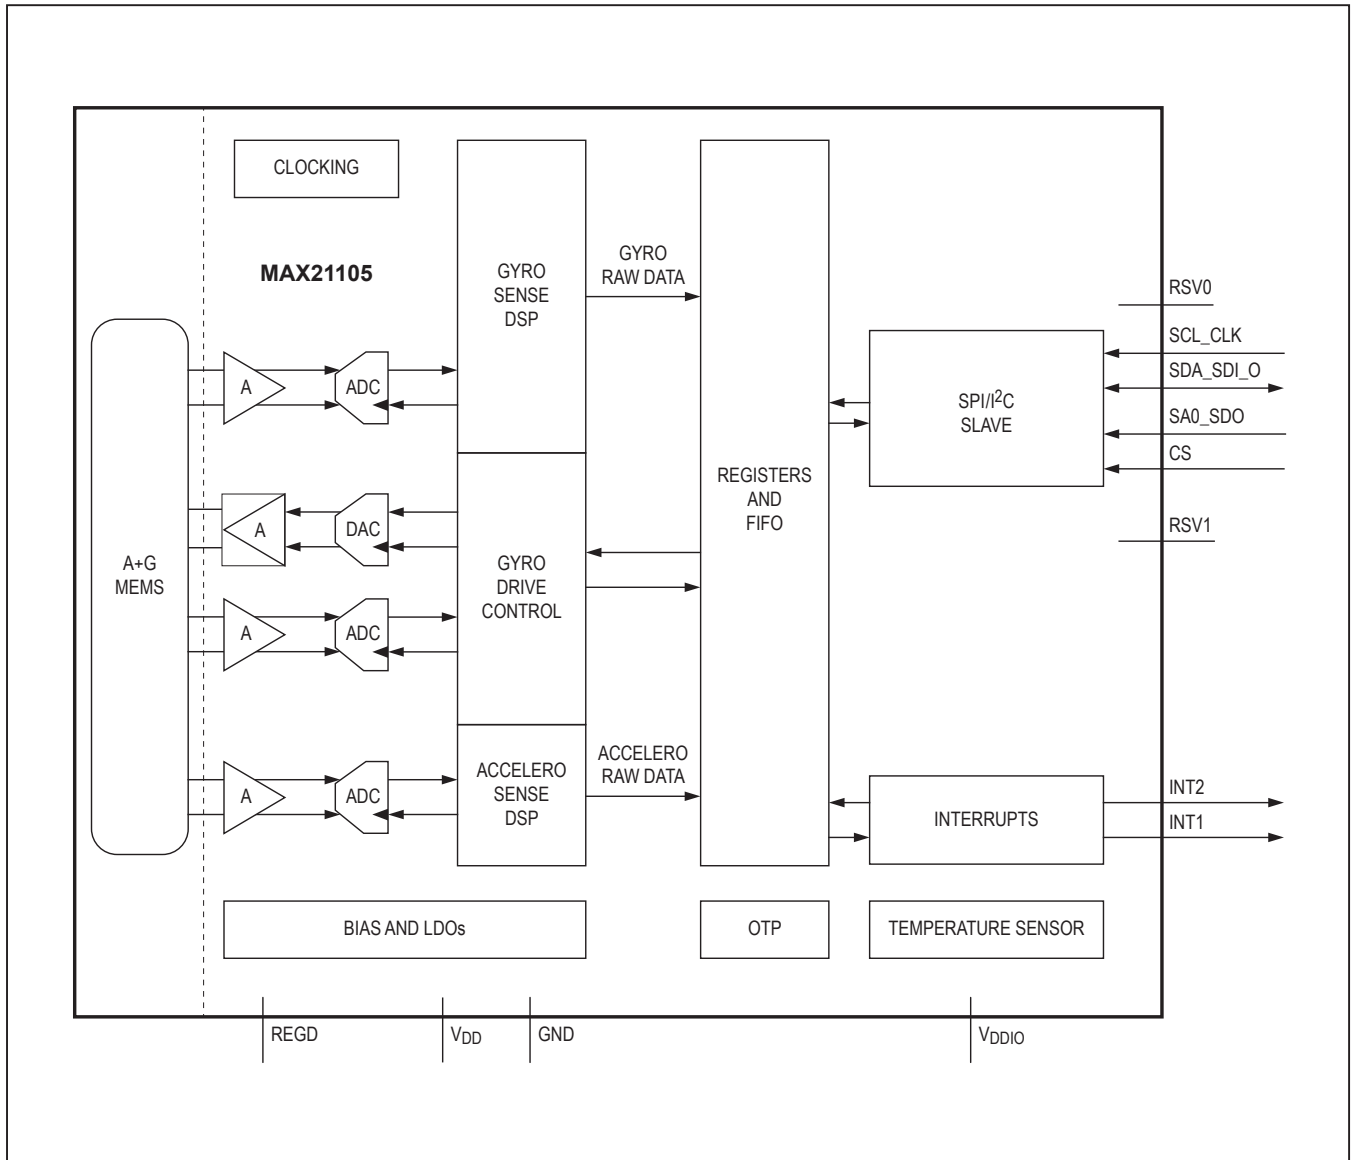 CLOCKING
MAX21105
GYRO
SENSE
DSP
GYRO
RAW DATA
REGISTERS
AND
FIFO
SPI/I²C
SLAVE
RSV0
SCL_CLK
SDA_SDI_O
SA0_SDO
CS
RSV1
A+G
MEMS
A
ADC
A
DAC
A
ADC
A
ADC
GYRO
DRIVE
CONTROL
ACCELERO
SENSE
DSP
ACCELERO
RAW DATA
INTERRUPTS
INT2
INT1
BIAS AND LDOs
OTP
TEMPERATURE SENSOR
REGD
VDD
GND
VDDIO